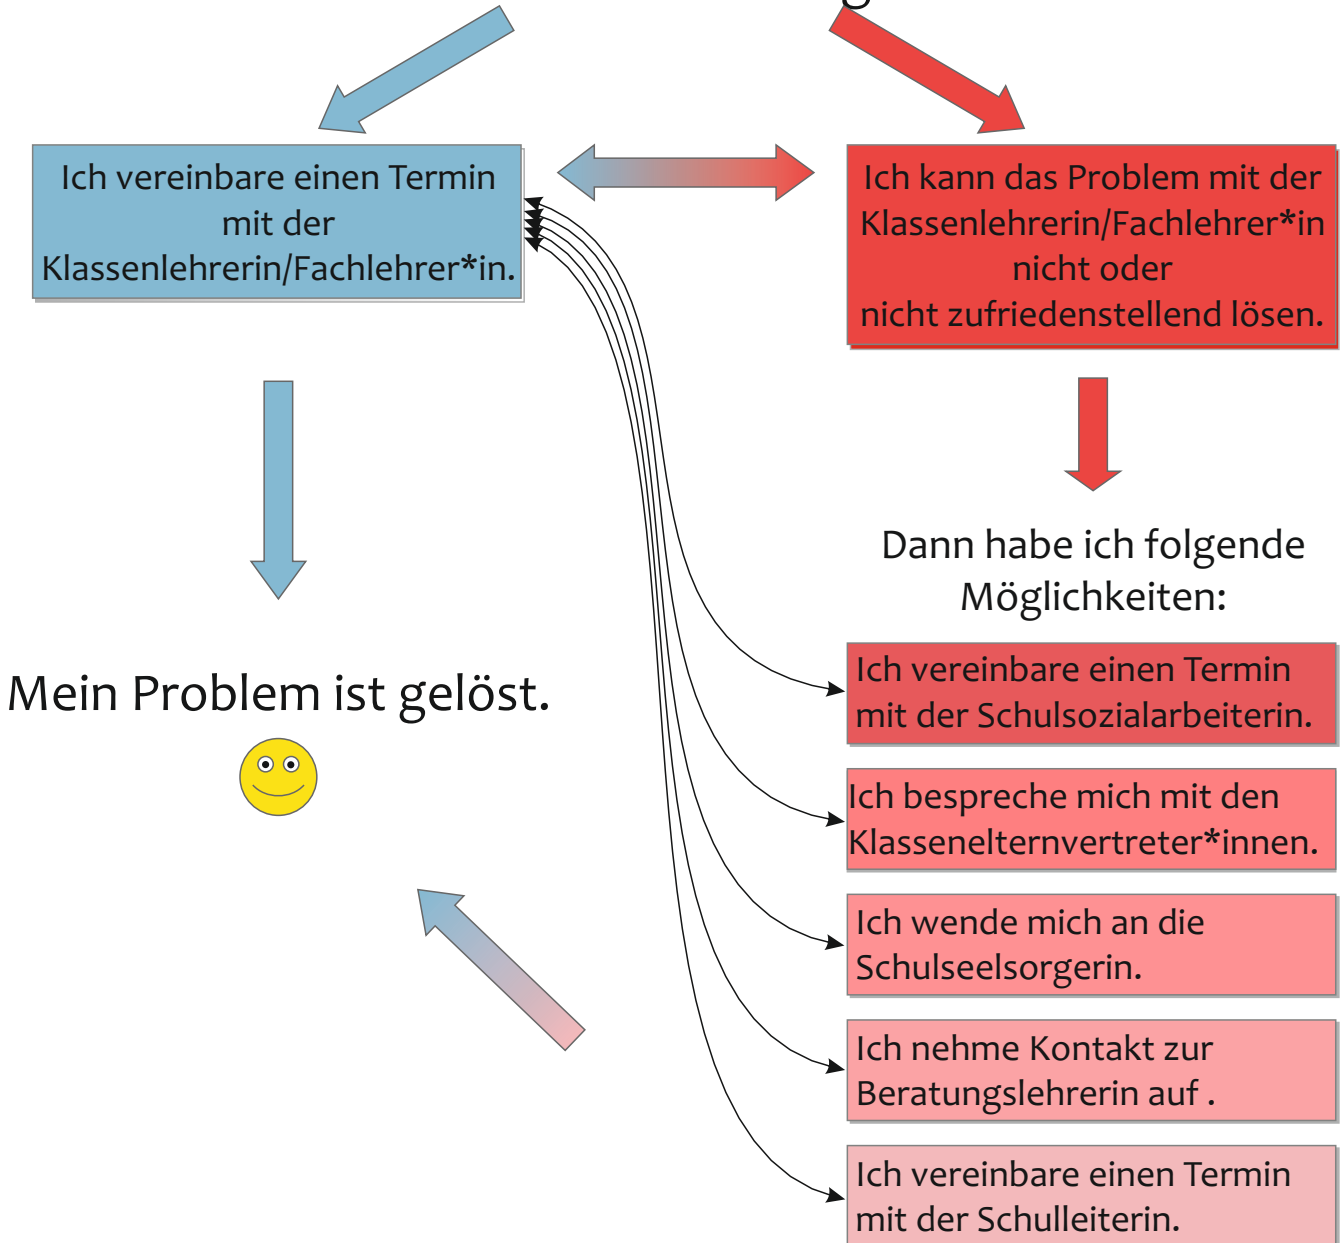 Ich vereinbare einen Termin
mit der
Klassenlehrerin/Fachlehrer*in.
Ich kann das Problem mit der
Klassenlehrerin/Fachlehrer*in
nicht oder
nicht zufriedenstellend lösen.
Dann habe ich folgende
Möglichkeiten:
Mein Problem ist gelöst.
Ich vereinbare einen Termin
mit der Schulsozialarbeiterin.
Ich bespreche mich mit den
Klassenelternvertreter*innen.
Ich wende mich an die
Schulseelsorgerin.
Ich nehme Kontakt zur
Beratungslehrerin auf .
Ich vereinbare einen Termin
mit der Schulleiterin.